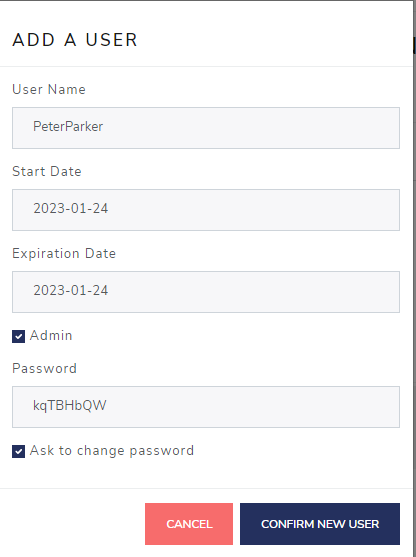 ADD A USER
User Name
PeterParker
Start Date
2023-01-24
Expiration Date
2023-01-24
Admin
Password
kqTBHbQW
Ask to change password
CANCEL CONFIRM NEW USER